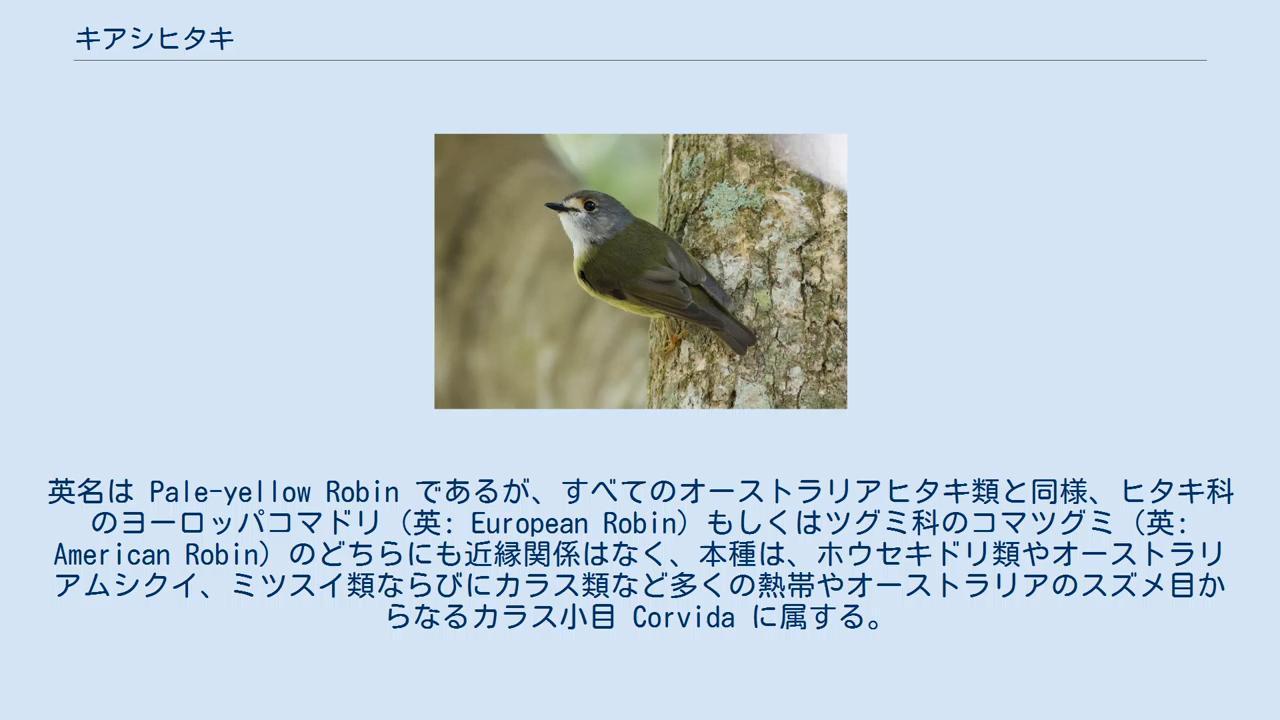 キアシヒタキ
英名は Pale-yellow Robin であるが、すべてのオーストラリアヒタキ類と同様、ヒタキ科
のヨーロッパコマドリ（英: European Robin）もしくはツグミ科のコマツグミ（英:
American Robin）のどちらにも近縁関係はなく、本種は、ホウセキドリ類やオーストラリ
アムシクイ、ミツスイ類ならびにカラス類など多くの熱帯やオーストラリアのスズメ目か
らなるカラス小目 Corvida に属する。